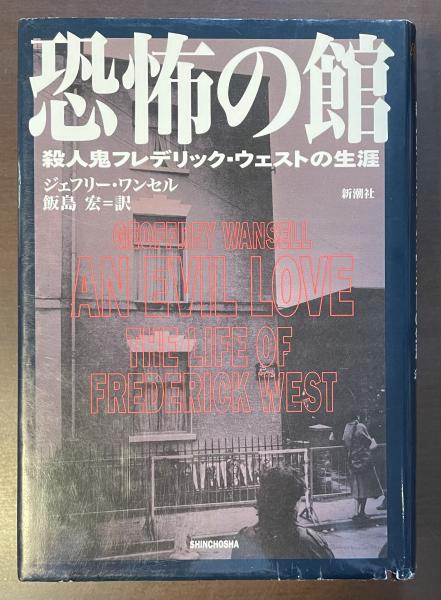 恐怖の館
殺人鬼フレデリック・ウェストの生涯
ジェフリー・ワンセル
飯島 宏=訳
新潮社
GEOFFREY WANSELL
AN EVIL LOVE
THE LIFE OF
FREDERICK WEST
SHINCHOSHA